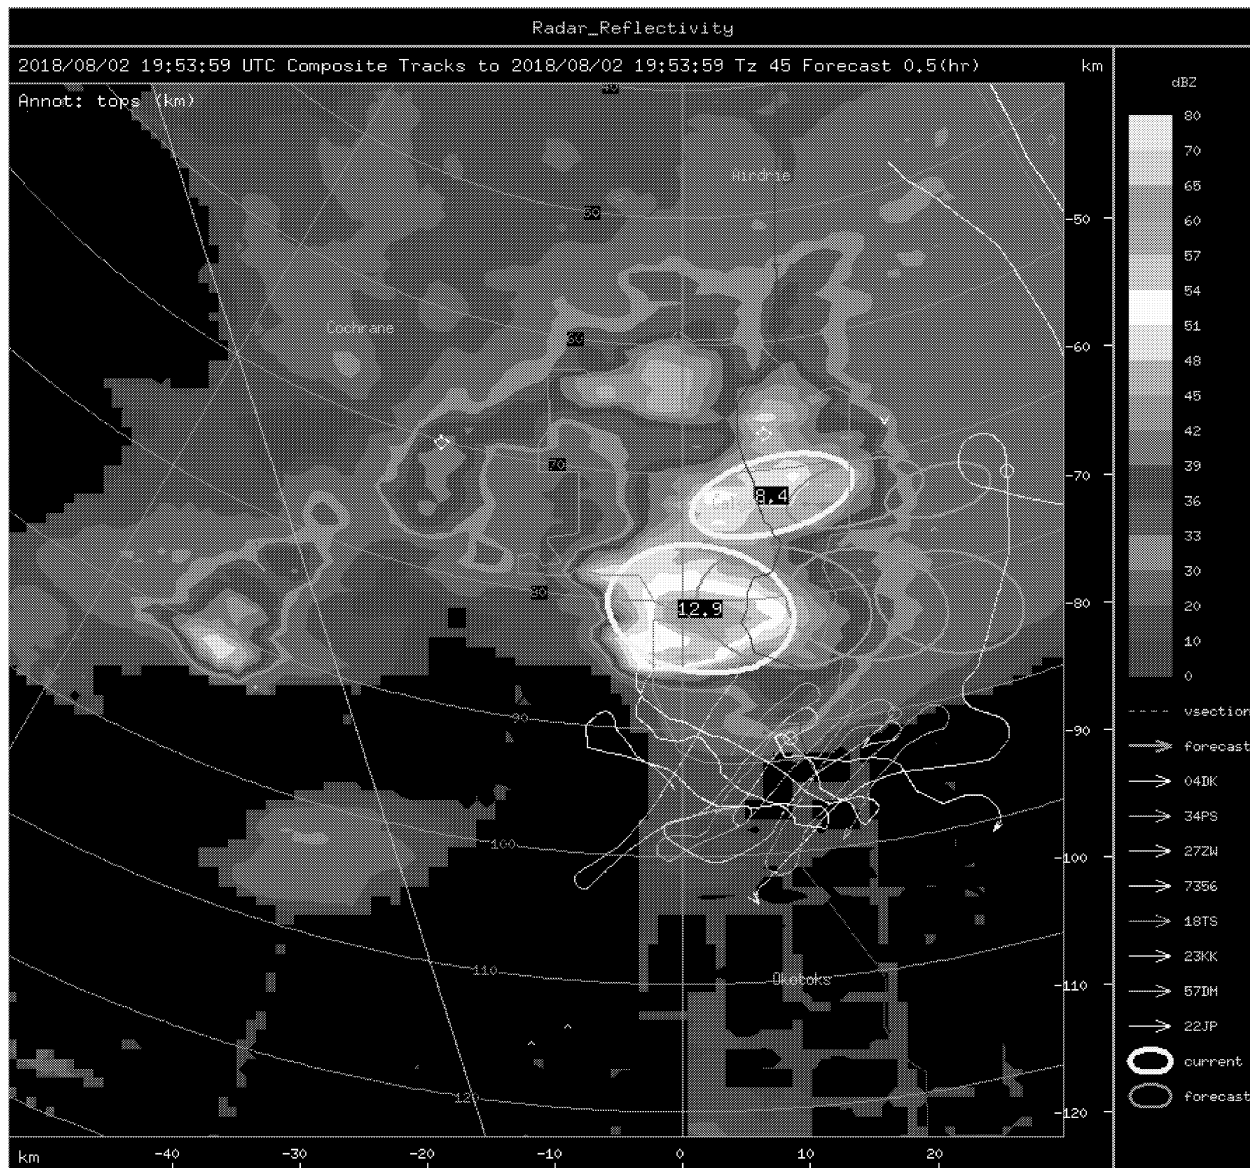 Radar_Reflectivity
2018/08/02 19:53:59 UTC Composite Tracks to 2018/08/02 19:53:59 Tz 45 Forecast 0.5(hr) km
Annot: tops (km)
dBZ
80
70
65
60
57
54
51
48
45
42
39
36
33
30
20
10
0
Airdrie
50
Cochrane
60
70
8.4
12.9
90
100
110
Okotoks
120
-50
-60
-70
-80
-90
-100
-110
-120
vsection
forecast
04DK
34PS
27ZW
7356
18TS
23KK
57DM
22JP
current
forecast
km -40 -30 -20 -10 0 10 20